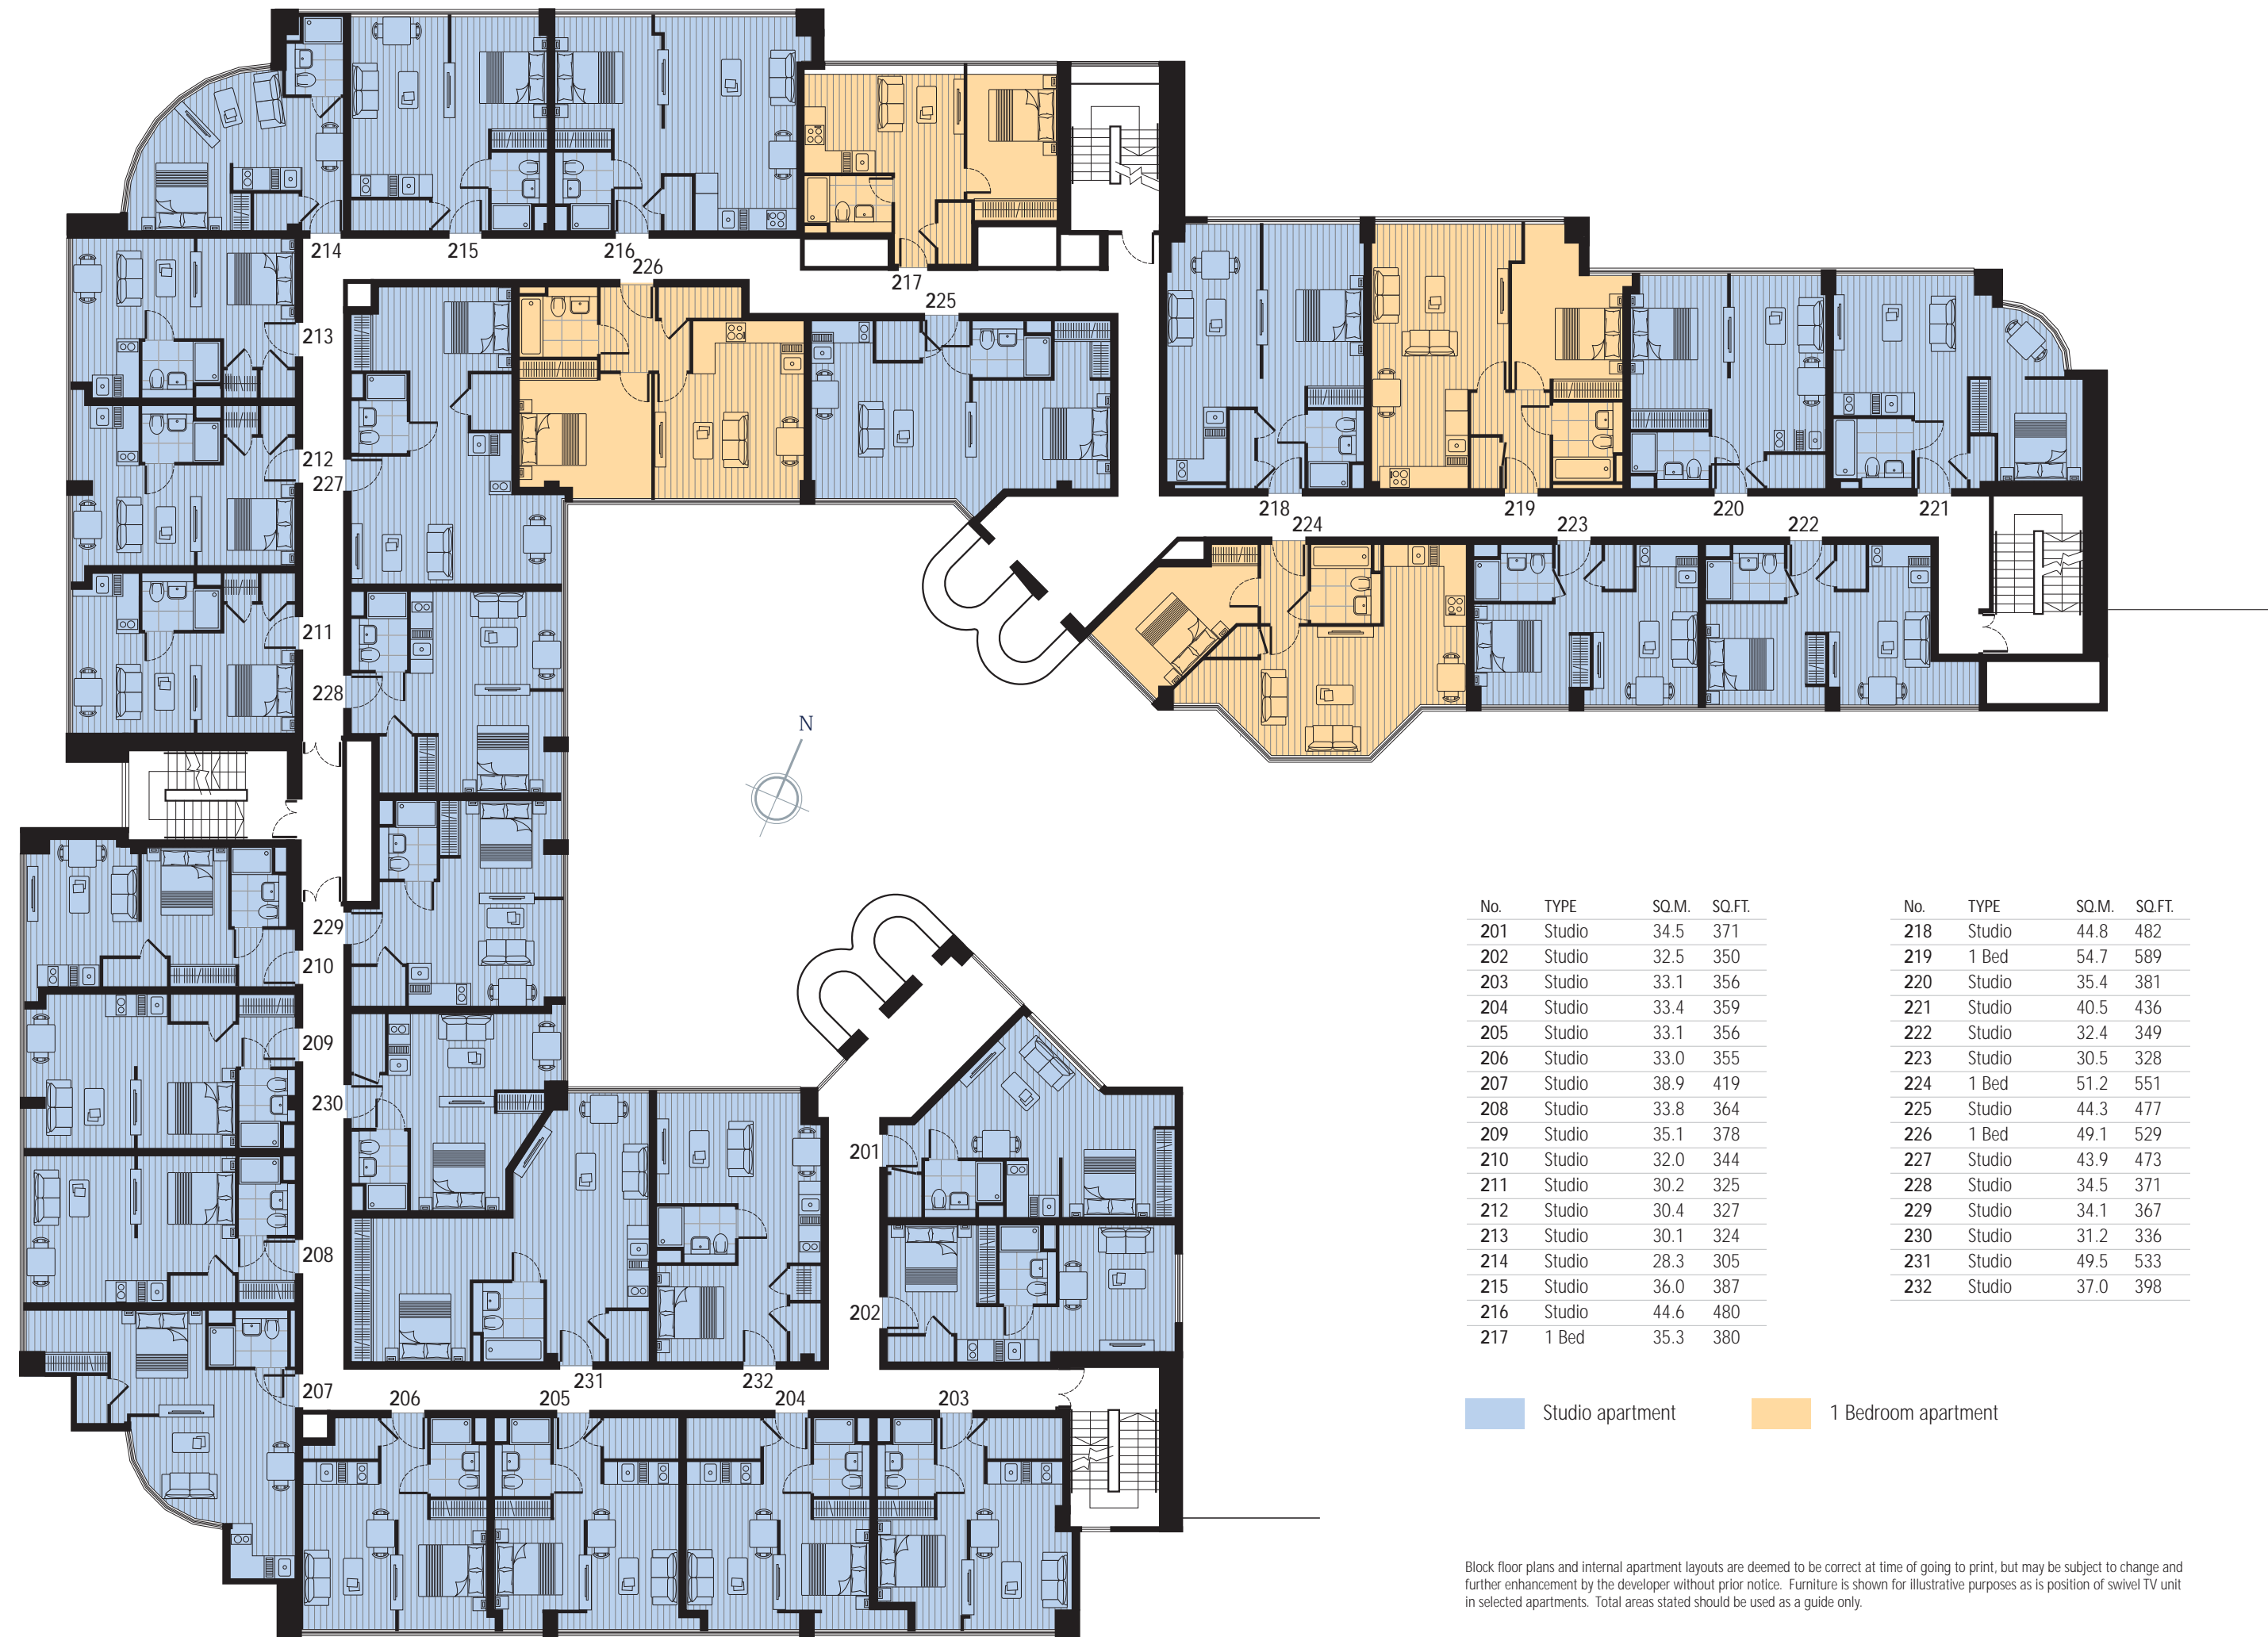 214
215
216
226
217
225
213
212
227
218
219
220
221
224
223
222
211
228
N
229
210
209
230
201
208
202
207
206
205
231
232
204
203
No. TYPE SQ.M. SQ.FT.
201 Studio 34.5 371
202 Studio 32.5 350
203 Studio 33.1 356
204 Studio 33.4 359
205 Studio 33.1 356
206 Studio 33.0 355
207 Studio 38.9 419
208 Studio 33.8 364
209 Studio 35.1 378
210 Studio 32.0 344
211 Studio 30.2 325
212 Studio 30.4 327
213 Studio 30.1 324
214 Studio 28.3 305
215 Studio 36.0 387
216 Studio 44.6 480
217 1 Bed 35.3 380
No. TYPE SQ.M. SQ.FT.
218 Studio 44.8 482
219 1 Bed 54.7 589
220 Studio 35.4 381
221 Studio 40.5 436
222 Studio 32.4 349
223 Studio 30.5 328
224 1 Bed 51.2 551
225 Studio 44.3 477
226 1 Bed 49.1 529
227 Studio 43.9 473
228 Studio 34.5 371
229 Studio 34.1 367
230 Studio 31.2 336
231 Studio 49.5 533
232 Studio 37.0 398
Studio apartment
1 Bedroom apartment
Block floor plans and internal apartment layouts are deemed to be correct at time of going to print, but may be subject to change and
further enhancement by the developer without prior notice. Furniture is shown for illustrative purposes as is position of swivel TV unit
in selected apartments. Total areas stated should be used as a guide only.